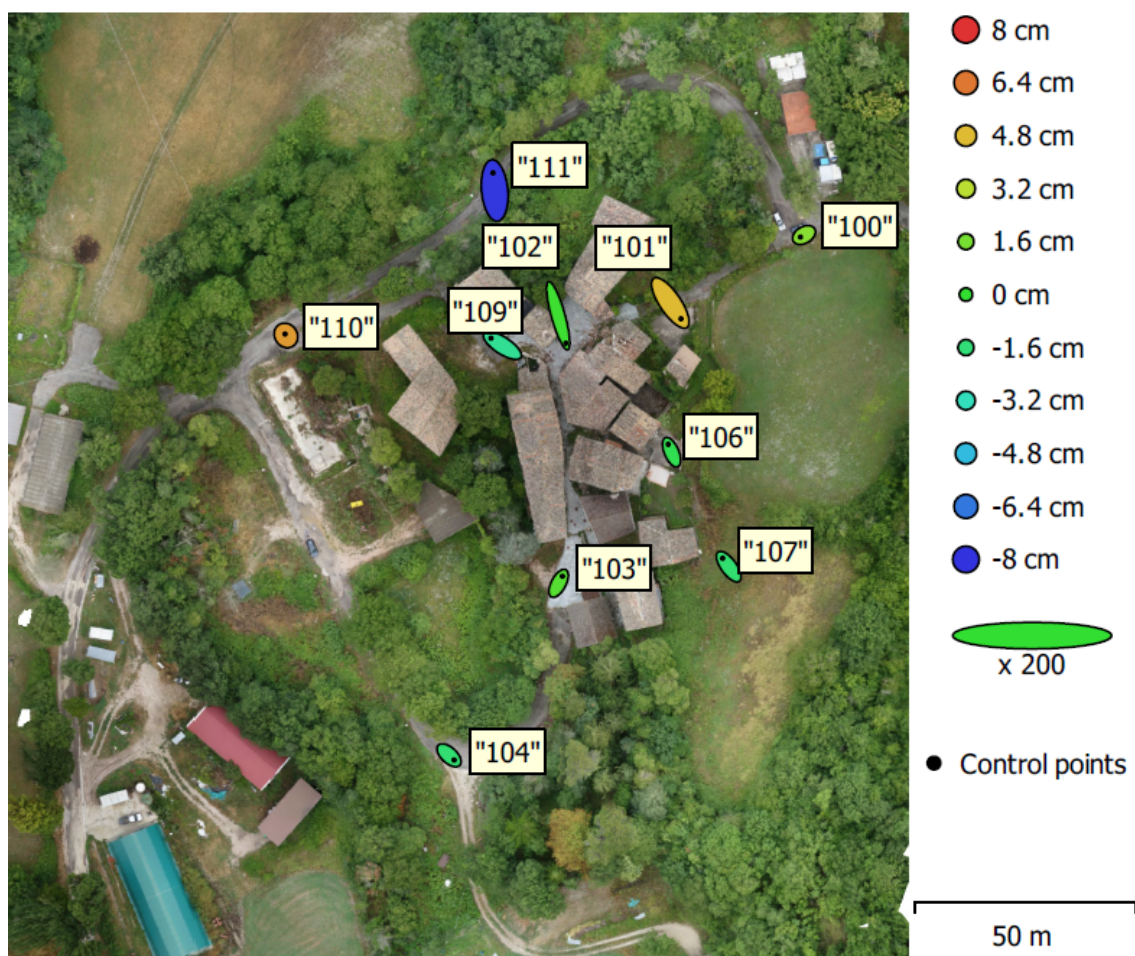 "111"
"102"
"101"
"100"
"109"
"110"
"106"
"107"
"103"
"104"
8 cm
6.4 cm
4.8 cm
3.2 cm
1.6 cm
0 cm
-1.6 cm
-3.2 cm
-4.8 cm
-6.4 cm
-8 cm
x 200
Control points
50 m